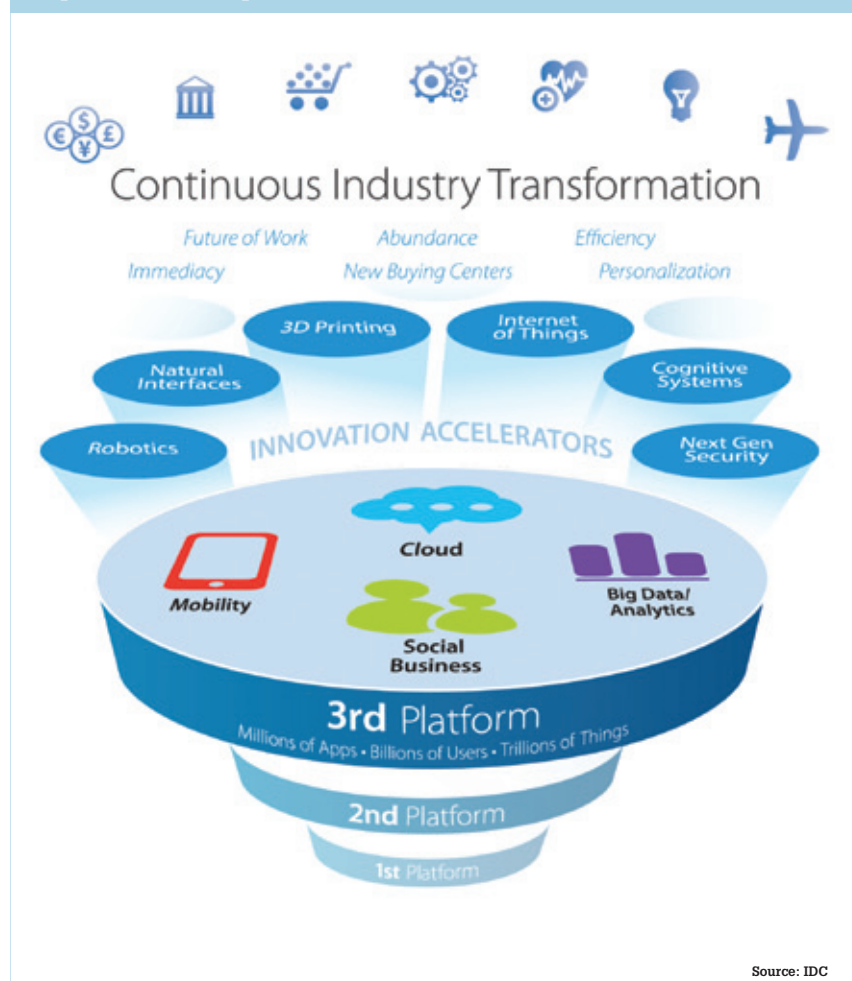 € $ £
¥
Continuous Industry Transformation
Future of Work Abundance Efficiency
Immediacy New Buying Centers Personalization
3D Printing
Internet
of Things
Natural
Interfaces
Cognitive
Systems
Robotics
INNOVATION ACCELERATORS
Next Gen
Security
Cloud
Mobility
Big Data/
Analytics
Social
Business
3rd Platform
Millions of Apps • Billions of Users • Trillions of Things
2nd Platform
1st Platform
Source: IDC